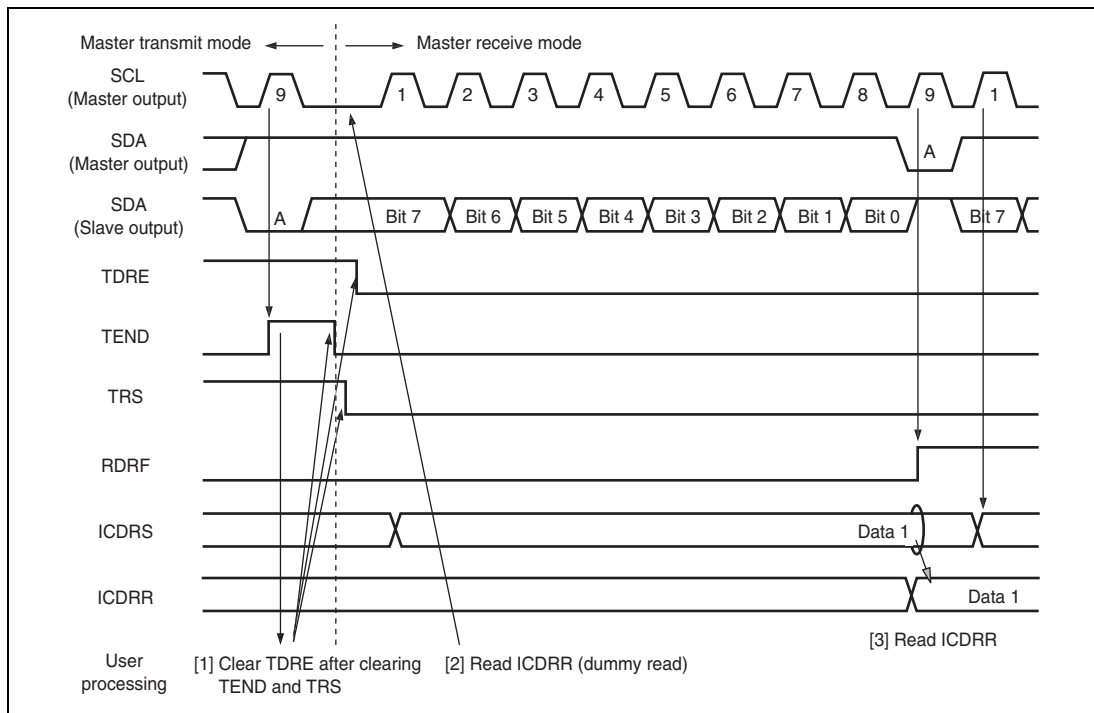 Master transmit mode Master receive mode
SCL
(Master output)
9 1 2 3 4 5 6 7 8 9 1
SDA
(Master output)
A
SDA
(Slave output)
A Bit 7 Bit 6 Bit 5 Bit 4 Bit 3 Bit 2 Bit 1 Bit 0 Bit 7
TDRE
TEND
TRS
RDRF
ICDRS
Data 1
ICDRR
Data 1
User
processing
[1] Clear TDRE after clearing
TEND and TRS
[2] Read ICDRR (dummy read)
[3] Read ICDRR